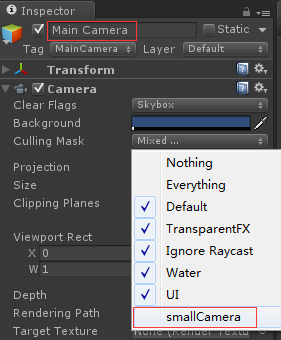 Inspector
Main Camera Static
Tag MainCamera Layer Default
Transform
Camera
Clear Flags Skybox
Background
Culling Mask Mixed ...
Nothing
Projection
Everything
Size
Default
Clipping Planes
TransparentFX
Viewport Rect
Ignore Raycast
X 0
Water
W 1
UI
Depth
smallCamera
Rendering Path
Target Texture None (Render Textu